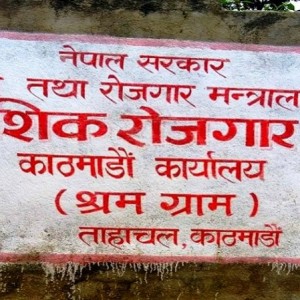 नेपाल सरकार
तथा रोजगार मन्त्राल
शिक रोजगार
काठमाडौं कार्यालय
( श्रम ग्राम )
ताहाचल, काठमाडौं